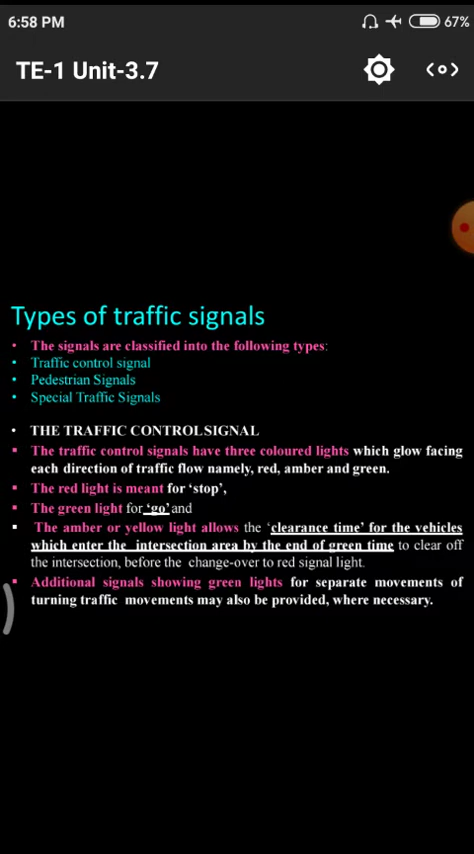 6:58 PM
67%
TE-1 Unit-3.7
Types of traffic signals
• The signals are classified into the following types:
• Traffic control signal
• Pedestrian Signals
• Special Traffic Signals
• THE TRAFFIC CONTROLSIGNAL
▪ The traffic control signals have three coloured lights which glow facing
each direction of traffic flow namely, red, amber and green.
▪ The red light is meant for ‘stop’,
▪ The green light for ‘go’ and
▪ The amber or yellow light allows the ‘clearance time’ for the vehicles
which enter the intersection area by the end of green time to clear off
the intersection, before the change-over to red signal light.
▪ Additional signals showing green lights for separate movements of
turning traffic movements may also be provided, where necessary.